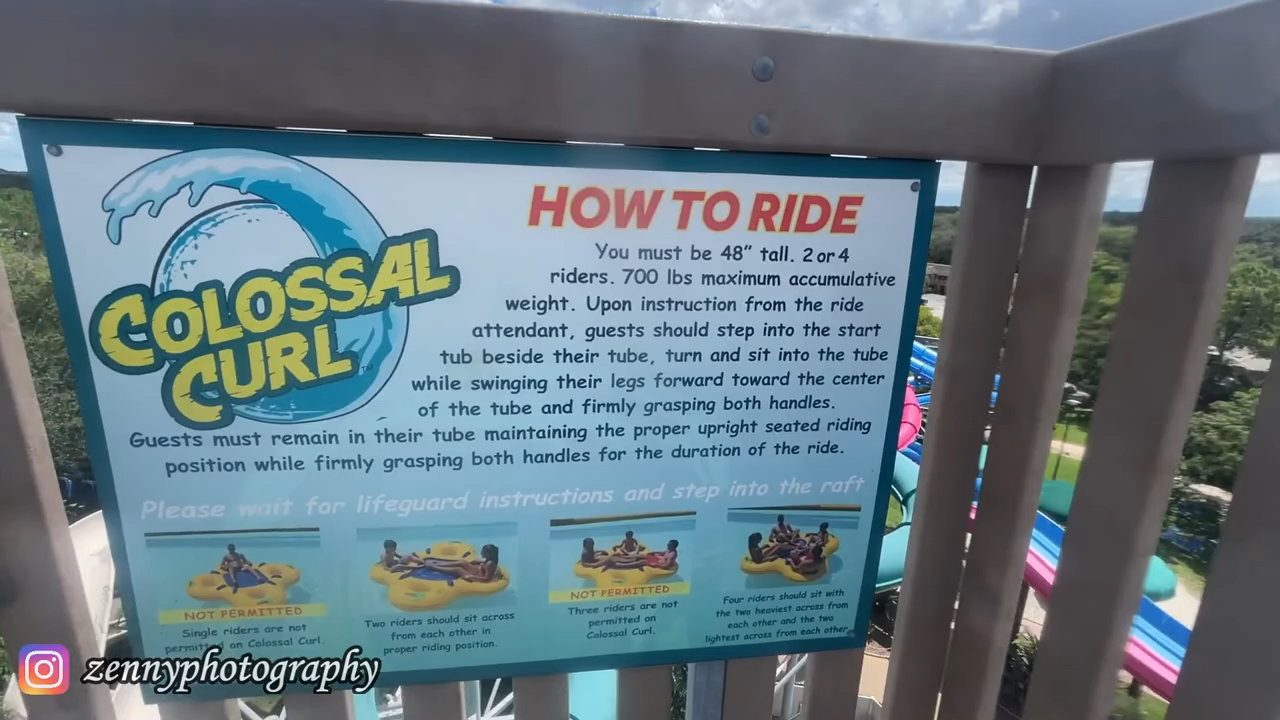 COLOSSAL
CURL
TM
HOW TO RIDE
You must be 48” tall. 2 or 4
riders. 700 lbs maximum accumulative
weight. Upon instruction from the ride
attendant, guests should step into the start
tub beside their tube, turn and sit into the tube
while swinging their legs forward toward the center
of the tube and firmly grasping both handles.
Guests must remain in their tube maintaining the proper upright seated riding
position while firmly grasping both handles for the duration of the ride.
Please wait for lifeguard instructions and step into the raft
NOT PERMITTED
Single riders are not
permitted on Colossal Curl.
Two riders should sit across
from each other in
proper riding position.
NOT PERMITTED
Three riders are not
permitted on
Colossal Curl.
Four riders should sit with
the two heaviest across from
each other and the two
lightest across from each other.
zennyphotography